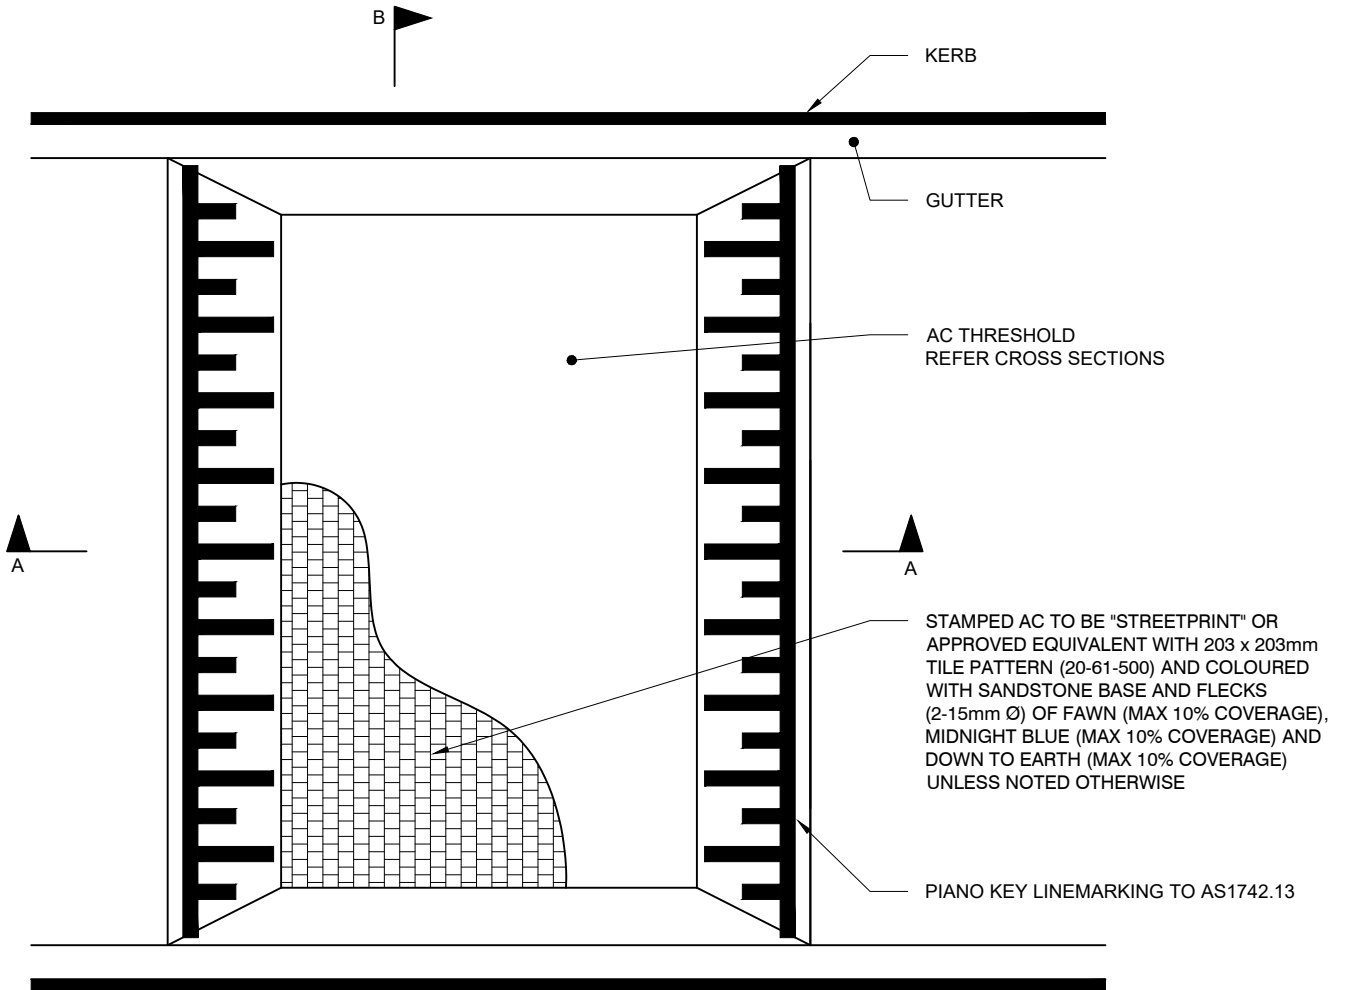 B
KERB
GUTTER
AC THRESHOLD
REFER CROSS SECTIONS
A
A
STAMPED AC TO BE "STREETPRINT" OR
APPROVED EQUIVALENT WITH 203 x 203mm
TILE PATTERN (20-61-500) AND COLOURED
WITH SANDSTONE BASE AND FLECKS
(2-15mm Ø) OF FAWN (MAX 10% COVERAGE),
MIDNIGHT BLUE (MAX 10% COVERAGE) AND
DOWN TO EARTH (MAX 10% COVERAGE)
UNLESS NOTED OTHERWISE
PIANO KEY LINEMARKING TO AS1742.13